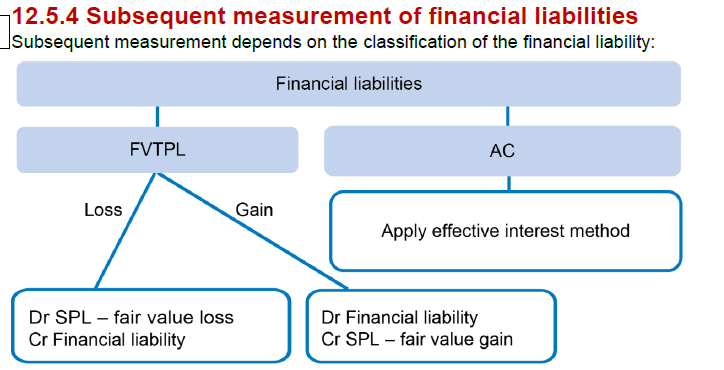 12.5.4 Subsequent measurement of financial liabilities
Subsequent measurement depends on the classification of the financial liability:
Financial liabilities
FVTPL
AC
Loss
Gain
Apply effective interest method
Dr SPL – fair value loss
Cr Financial liability
Dr Financial liability
Cr SPL – fair value gain